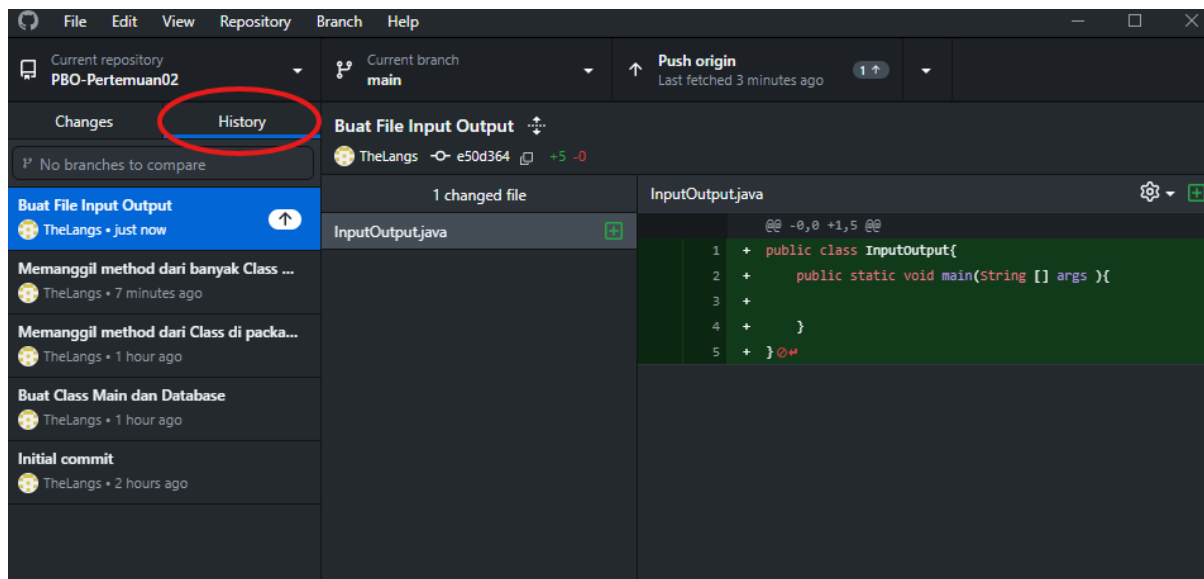 File Edit View Repository Branch Help
Current repository
PBO-Pertemuan02
Current branch
main
Push origin
Last fetched 3 minutes ago
1
Changes History
No branches to compare
Buat File Input Output
TheLangs • just now
Memanggil method dari banyak Class ...
TheLangs • 7 minutes ago
Memanggil method dari Class di packa...
TheLangs • 1 hour ago
Buat Class Main dan Database
TheLangs • 1 hour ago
Initial commit
TheLangs • 2 hours ago
Buat File Input Output
TheLangs e50d364 +5 -0
1 changed file
InputOutput.java
InputOutput.java
@@ -0,0 +1,5 @@
1 + public class InputOutput{
2 + public static void main(String [] args ){
3 +
4 + }
5 + }